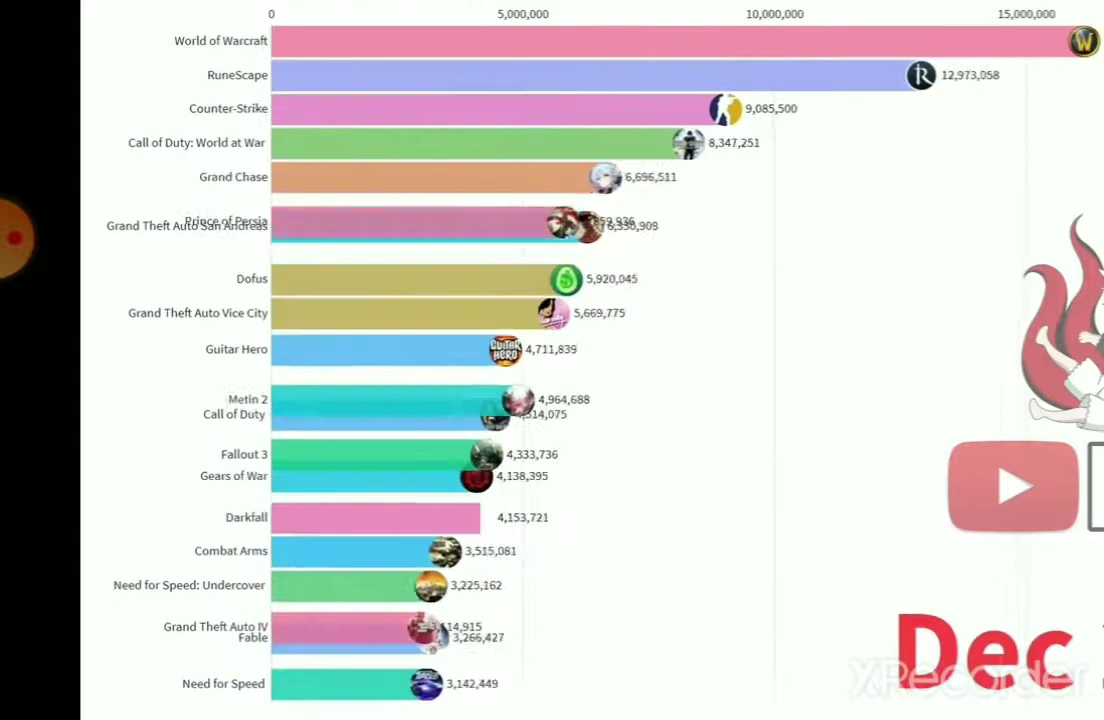 0 5,000,000 10,000,000 15,000,000
World of Warcraft
RuneScape 12,973,058
Counter-Strike 9,085,500
Call of Duty: World at War 8,347,251
Grand Chase 6,696,511
Prince of Persia
Grand Theft Auto San Andreas
Dofus 5,920,045
Grand Theft Auto Vice City 5,669,775
Guitar Hero GUITAR HERO 4,711,839
Metin 2 4,964,688
Call of Duty
Fallout 3 4,333,736
Gears of War 4,138,395
Darkfall 4,153,721
Combat Arms 3,515,081
Need for Speed: Undercover 3,225,162
Grand Theft Auto IV
Fable 3,266,427
Need for Speed 3,142,449
Dec
XRecorder